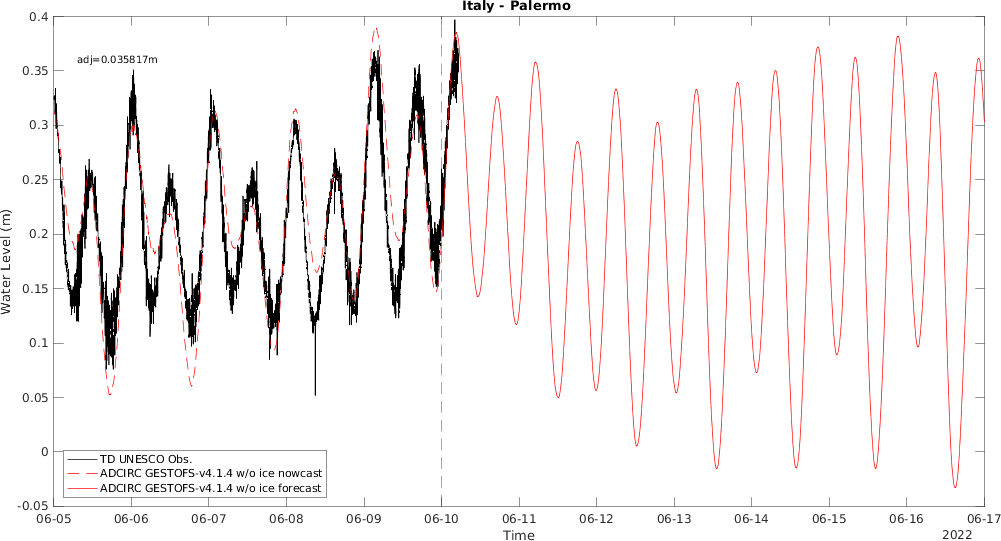 Italy - Palermo
adj=0.035817m
0.4
0.35
0.3
0.25
0.2
0.15
0.1
0.05
0
-0.05
Water Level (m)
TD UNESCO Obs.
ADCIRC GESTOFS-v4.1.4 w/o ice nowcast
ADCIRC GESTOFS-v4.1.4 w/o ice forecast
06-05 06-06 06-07 06-08 06-09 06-10 06-11 06-12 06-13 06-14 06-15 06-16 06-17
Time
2022